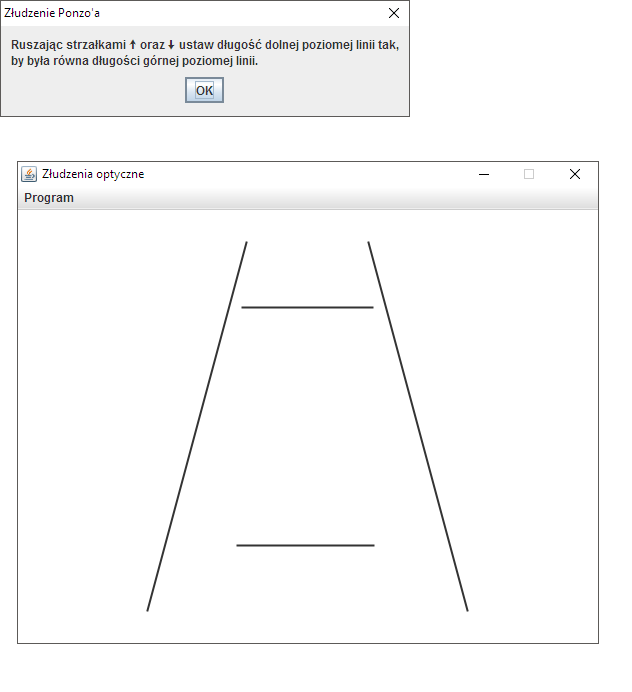 Złudzenie Ponzo'a
Ruszając strzałkami ↑ oraz ↓ ustaw długość dolnej poziomej linii tak,
by była równa długości górnej poziomej linii.
OK
Złudzenia optyczne
Program